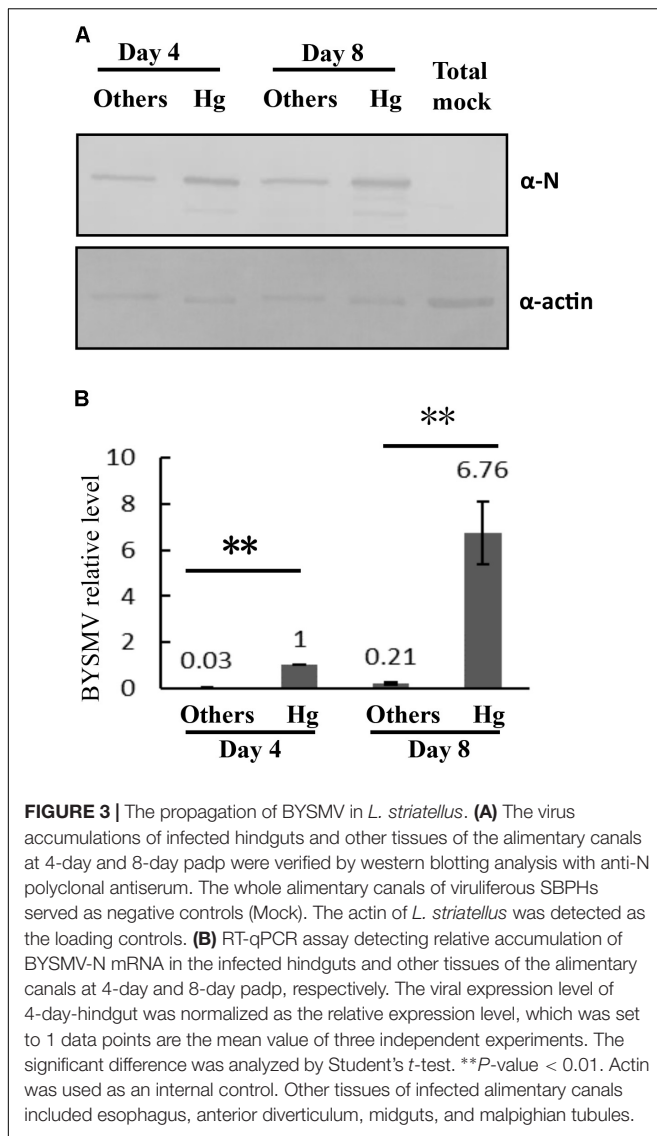 A
Day 4 Day 8 Total
Others Hg Others Hg mock
α-N
α-actin
B
BYSMV relative level
10
8
6
4
2
0
**
**
0.03
1
0.21
6.76
Others Hg Others Hg
Day 4 Day 8
FIGURE 3 | The propagation of BYSMV in L. striatellus. (A) The virus
accumulations of infected hindguts and other tissues of the alimentary canals
at 4-day and 8-day padp were verified by western blotting analysis with anti-N
polyclonal antiserum. The whole alimentary canals of viruliferous SBPHs
served as negative controls (Mock). The actin of L. striatellus was detected as
the loading controls. (B) RT-qPCR assay detecting relative accumulation of
BYSMV-N mRNA in the infected hindguts and other tissues of the alimentary
canals at 4-day and 8-day padp, respectively. The viral expression level of
4-day-hindgut was normalized as the relative expression level, which was set
to 1 data points are the mean value of three independent experiments. The
significant difference was analyzed by Student's t-test. **P-value < 0.01. Actin
was used as an internal control. Other tissues of infected alimentary canals
included esophagus, anterior diverticulum, midguts, and malpighian tubules.